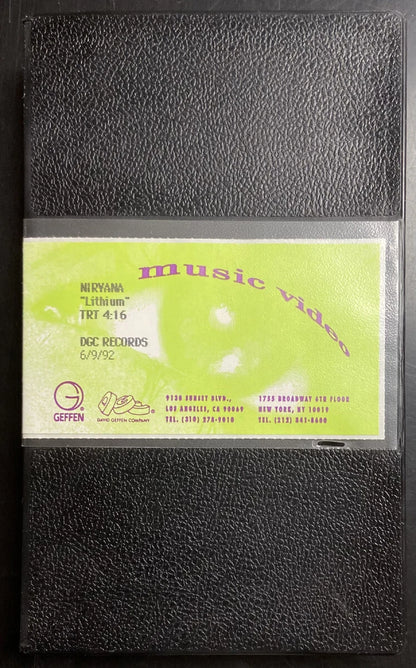 music video
NIRVANA
"Lithium"
TRT 4:16
DGC RECORDS
6/9/92
GEFFEN
DAVID GEFFEN COMPANY
9130 SUNSET BLVD.,
LOS ANGELES, CA 90069
TEL. (310) 278-9010
1755 BROADWAY 6TH FLOOR
NEW YORK, NY 10019
TEL. (212) 841-8600